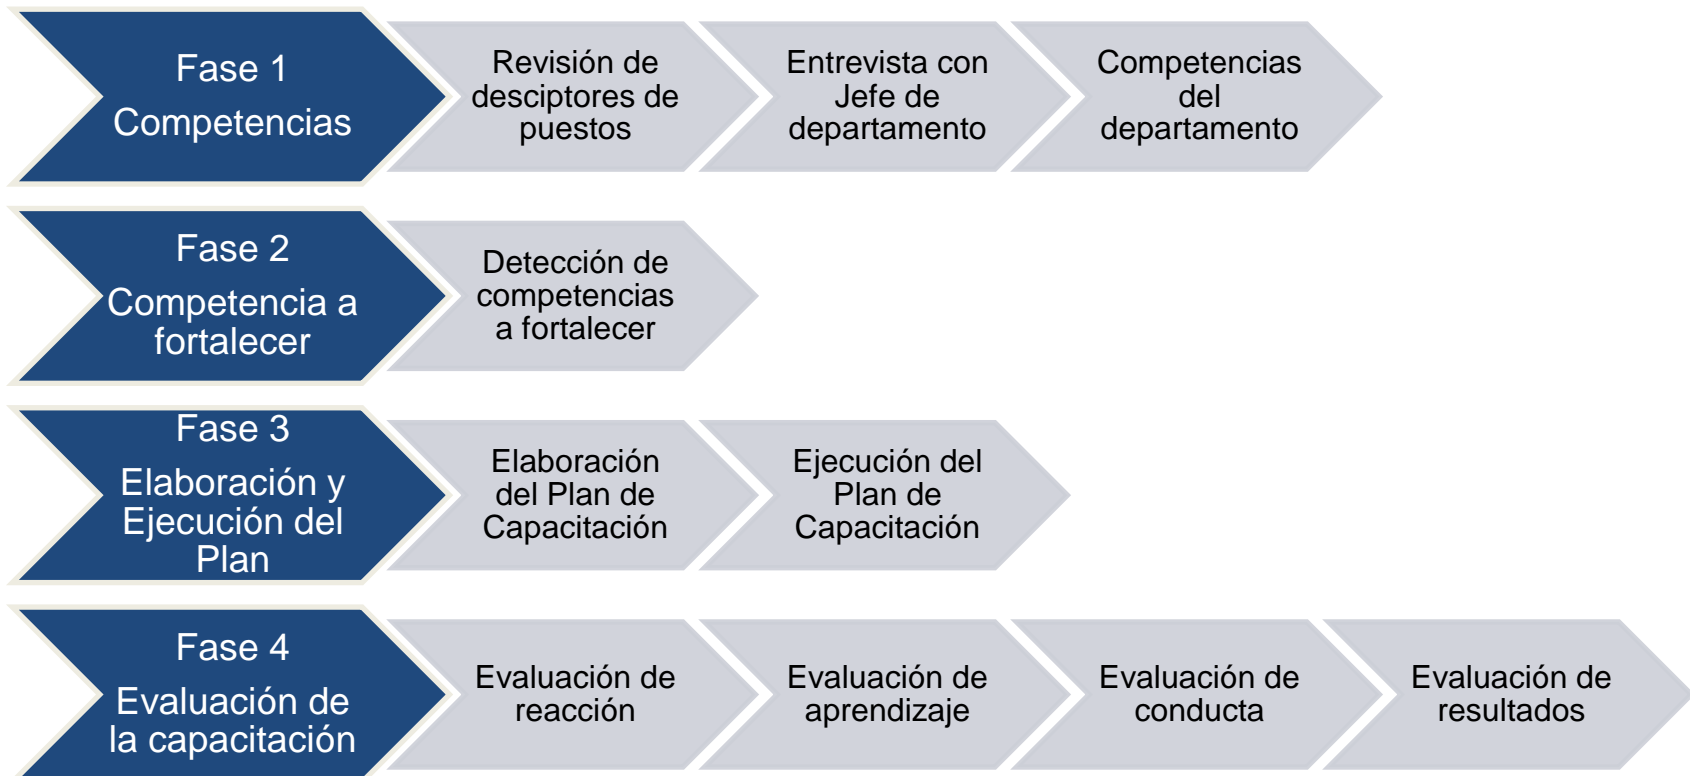 Fase 1
Competencias
Revisión de
desciptores de
puestos
Entrevista con
Jefe de
departamento
Competencias
del
departamento
Fase 2
Competencia a
fortalecer
Detección de
competencias
a fortalecer
Fase 3
Elaboración y
Ejecución del
Plan
Elaboración
del Plan de
Capacitación
Ejecución del
Plan de
Capacitación
Fase 4
Evaluación de
la capacitación
Evaluación de
reacción
Evaluación de
aprendizaje
Evaluación de
conducta
Evaluación de
resultados